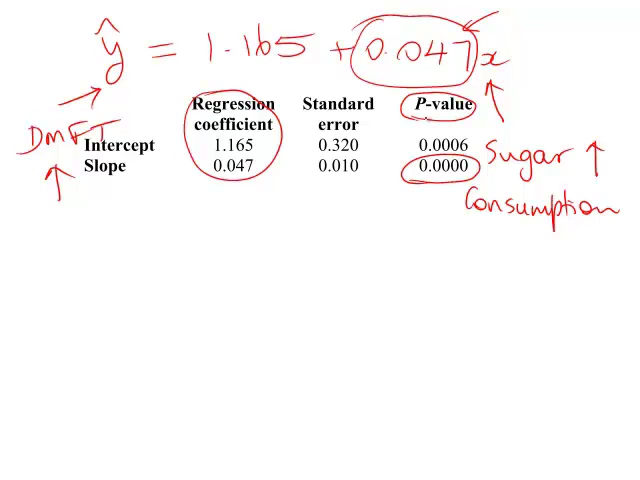 ŷ = 1.165 + 0.047x
Regression coefficient Standard error P-value
DMFT
Intercept 1.165 0.320 0.0006
Slope 0.047 0.010 0.0000
Sugar ↑
Consumption
↑